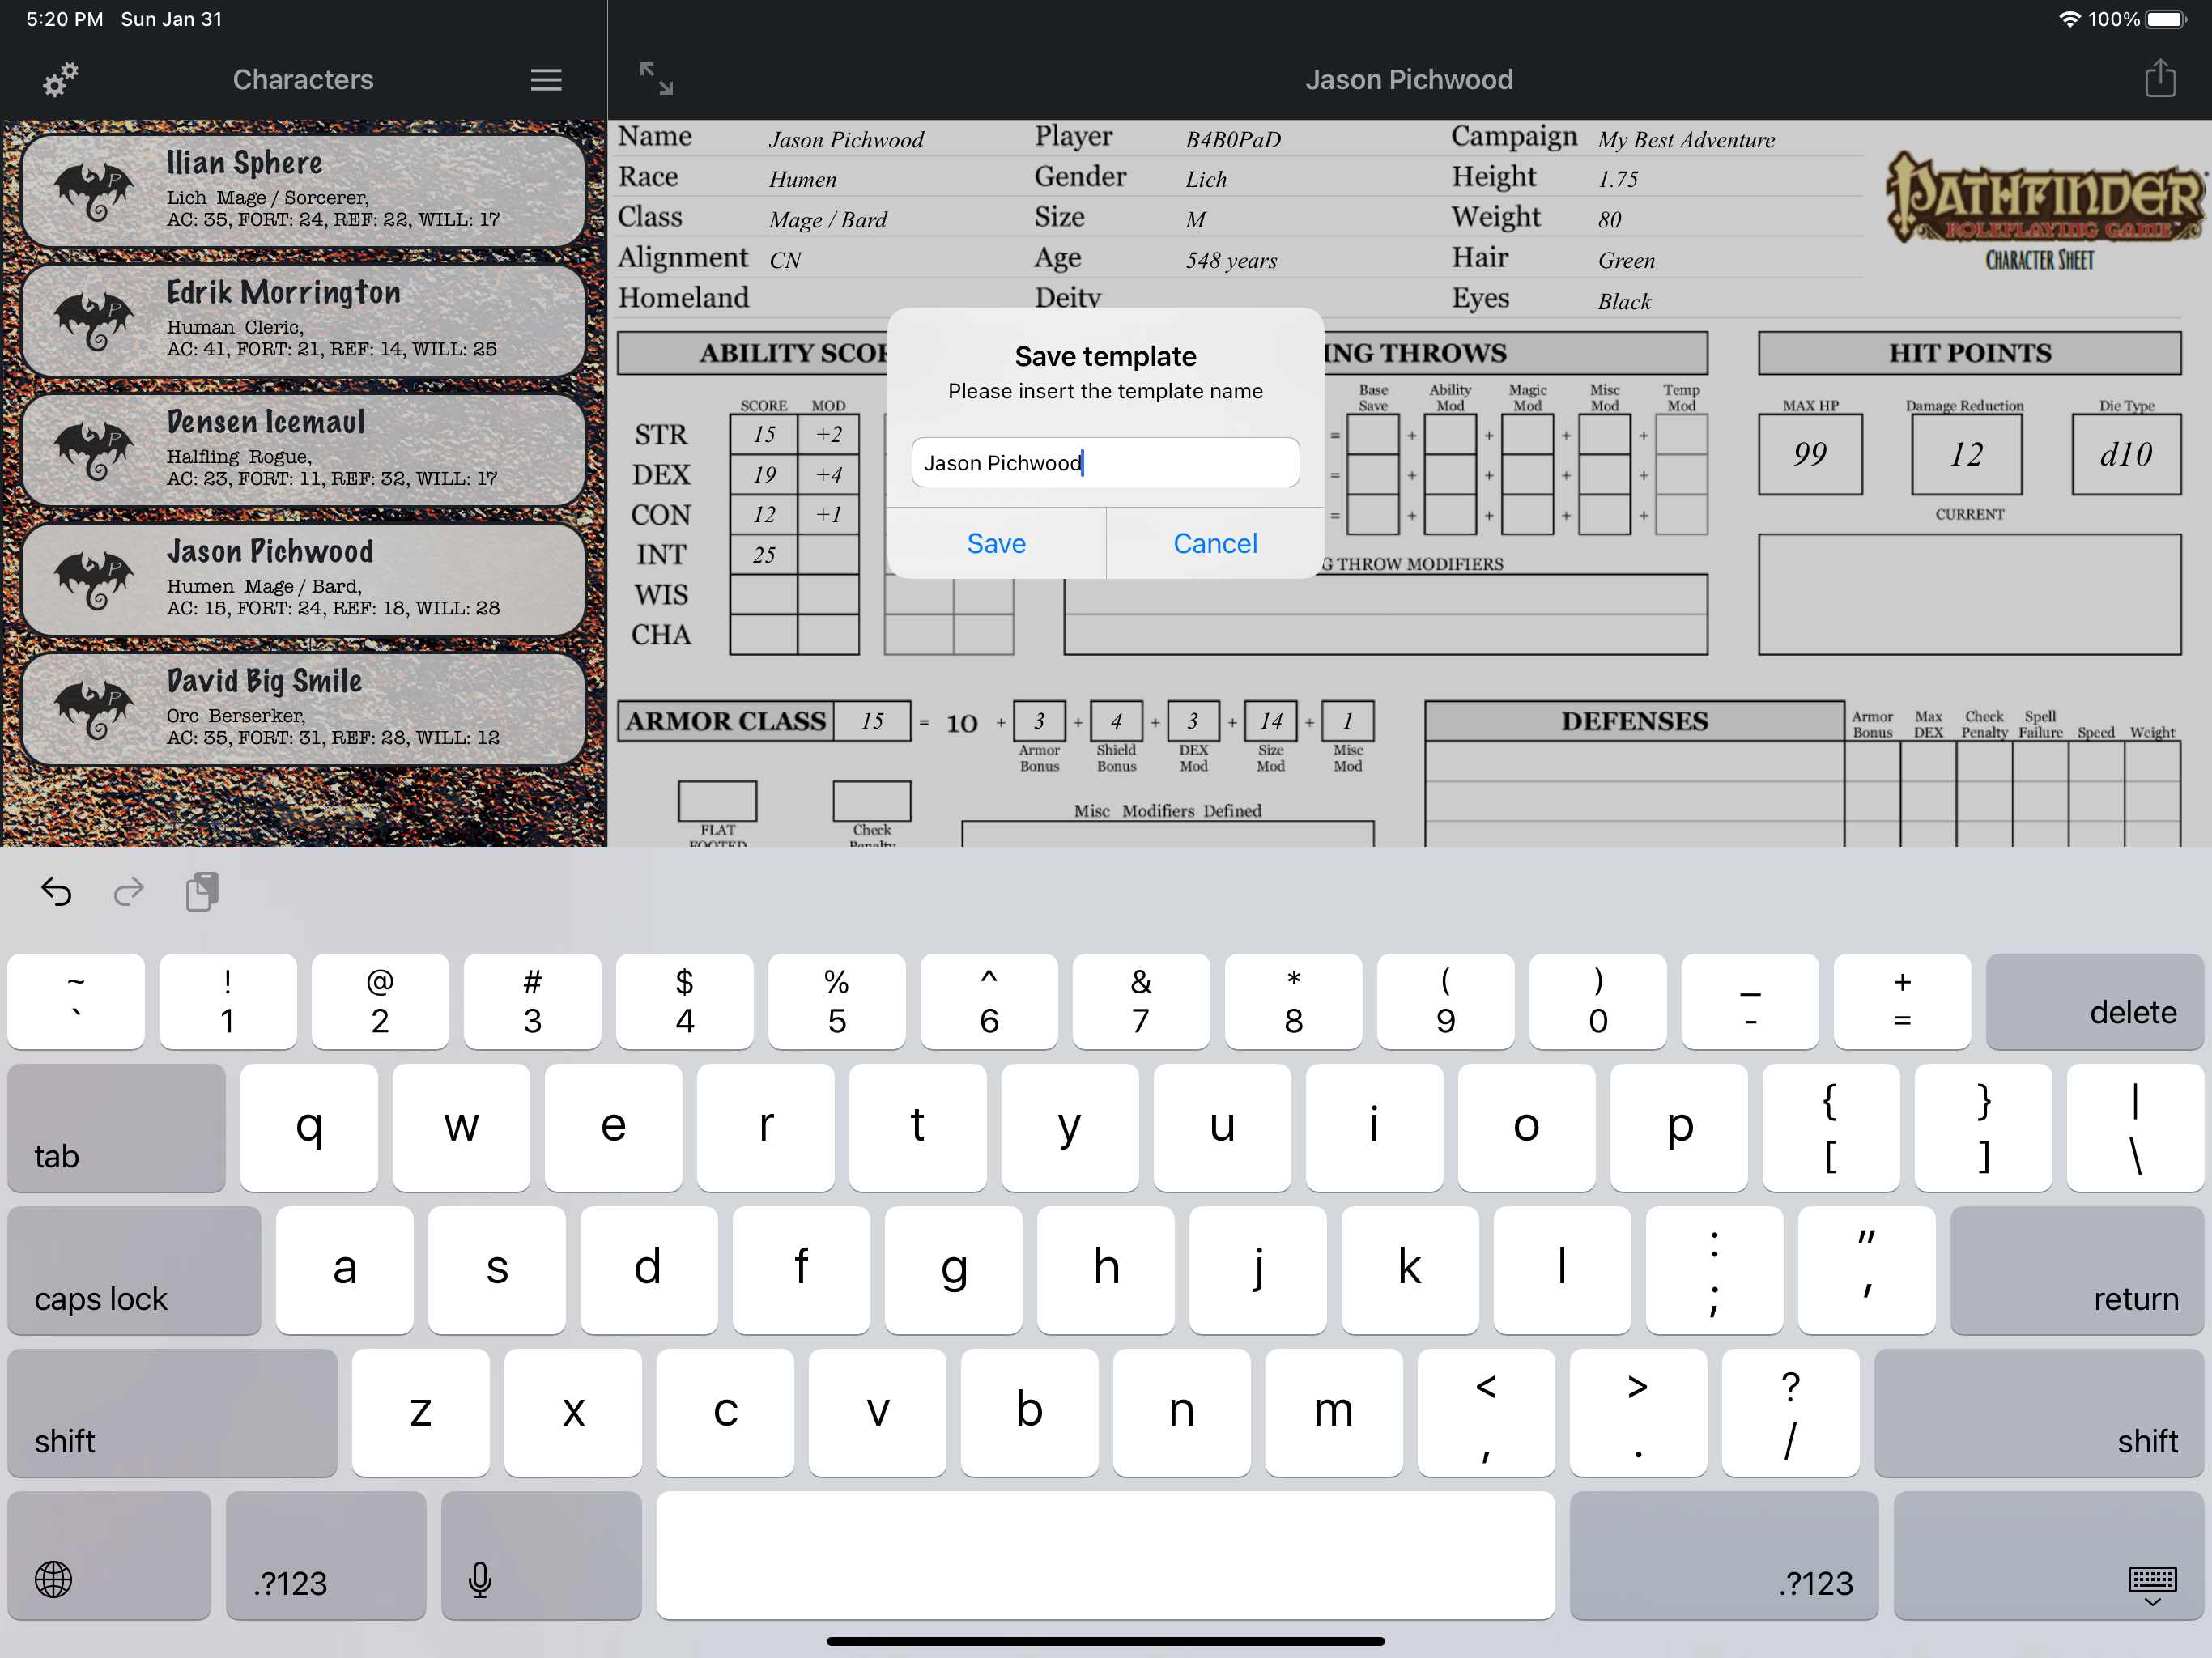 5:20 PM Sun Jan 31
100%
Characters
Jason Pichwood
Ilian Sphere
Lich Mage / Sorcerer,
AC: 35, FORT: 24, REF: 22, WILL: 17
Edrik Morrington
Human Cleric,
AC: 41, FORT: 21, REF: 14, WILL: 25
Densen Icemaul
Halfling Rogue,
AC: 23, FORT: 11, REF: 32, WILL: 17
Jason Pichwood
Humen Mage / Bard,
AC: 15, FORT: 24, REF: 18, WILL: 28
David Big Smile
Orc Berserker,
AC: 35, FORT: 31, REF: 28, WILL: 12
Name Jason Pichwood Player B4B0PaD Campaign My Best Adventure
Race Humen Gender Lich Height 1.75
Class Mage / Bard Size M Weight 80
Alignment CN Age 548 years Hair Green
Homeland Deity Eyes Black
PATHFINDER
ROLEPLAYING GAME™
CHARACTER SHEET
ABILITY SCOR
ING THROWS
HIT POINTS
SCORE MOD
STR 15 +2
DEX 19 +4
CON 12 +1
INT 25
WIS
CHA
Base Save Ability Mod Magic Mod Misc Mod Temp Mod
= + + + +
= + + + +
= + + + +
G THROW MODIFIERS
MAX HP Damage Reduction Die Type
99 12 d10
CURRENT
Save template
Please insert the template name
Jason Pichwood
Save Cancel
ARMOR CLASS 15 = 10 + 3 + 4 + 3 + 14 + 1
Armor Bonus Shield Bonus DEX Mod Size Mod Misc Mod
FLAT FOOTED
Check Penalty
Misc Modifiers Defined
DEFENSES
Armor Bonus Max DEX Check Penalty Spell Failure Speed Weight
~ ! @ # $ % ^ & * ( ) _ +
` 1 2 3 4 5 6 7 8 9 0 - = delete
tab q w e r t y u i o p { [ } ] | \
caps lock a s d f g h j k l : ; " ' return
shift z x c v b n m < , > . ? / shift
.?123 .?123